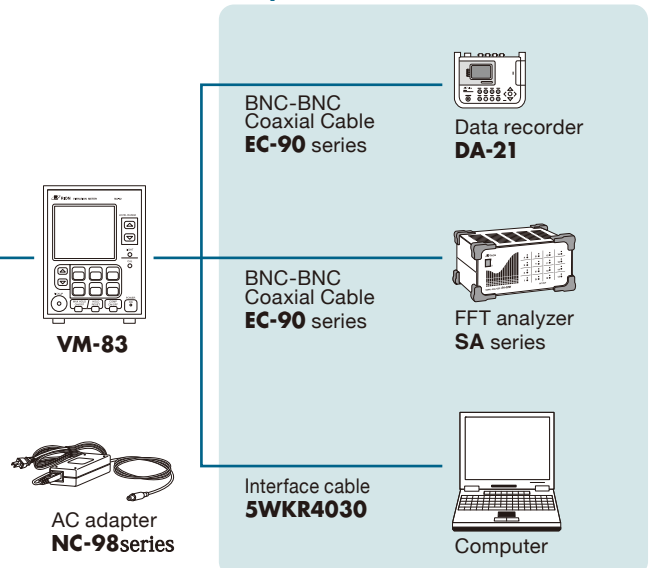 BNC-BNC
Coaxial Cable
EC-90 series
Data recorder
DA-21
RION
VM-83
BNC-BNC
Coaxial Cable
EC-90 series
FFT analyzer
SA series
AC adapter
NC-98series
Interface cable
5WKR4030
Computer